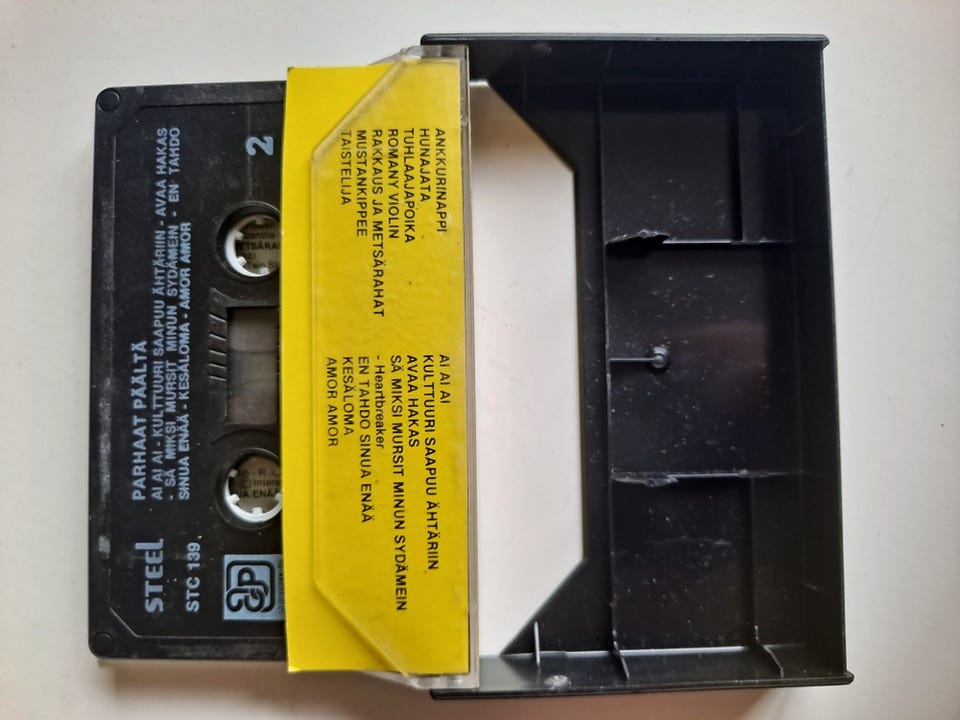 STEEL
PARHAAT PÄÄLTÄ
2
STC 139
AI AI AI - KULTTUURI SAAPUU ÄHTÄRIIN - AVAA HAKAS
- SÄ MIKSI MURSIT MINUN SYDÄMEIN - EN TAHDO
SINUA ENÄÄ - KESÄLOMA - AMOR AMOR
ANKKURINAPPI
HUNAJATA
TUHLAAJAPOIKA
ROMANY VIOLIN
RAKKAUS JA METSÄRAHAT
MUSTANKIPPEE
TAISTELIJA
AI AI AI
KULTTUURI SAAPUU ÄHTÄRIIN
AVAA HAKAS
SÄ MIKSI MURSIT MINUN SYDÄMEIN
- Heartbreaker
EN TAHDO SINUA ENÄÄ
KESÄLOMA
AMOR AMOR